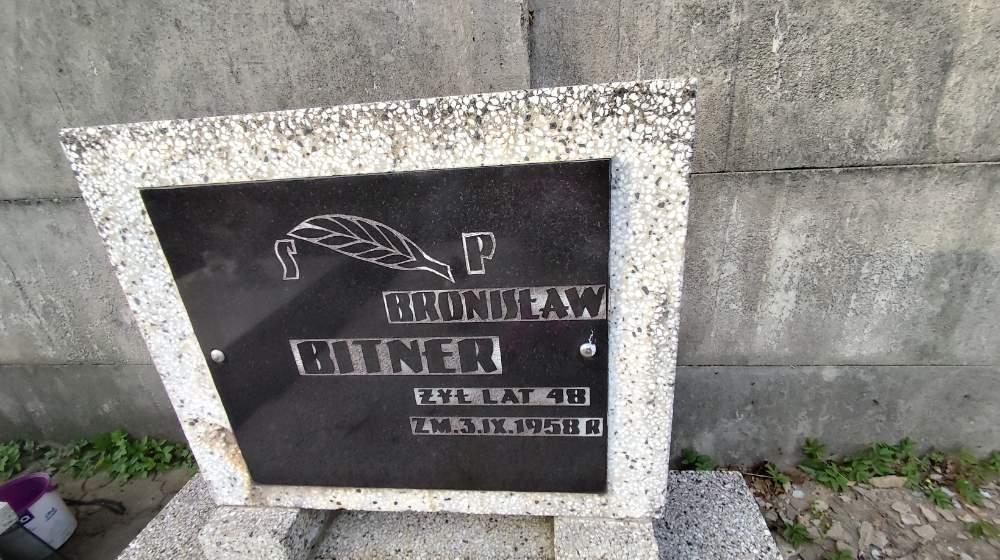 Ś P
BRONISŁAW
BITNER
ŻYŁ LAT 48
ZM.3.IX.1958 R